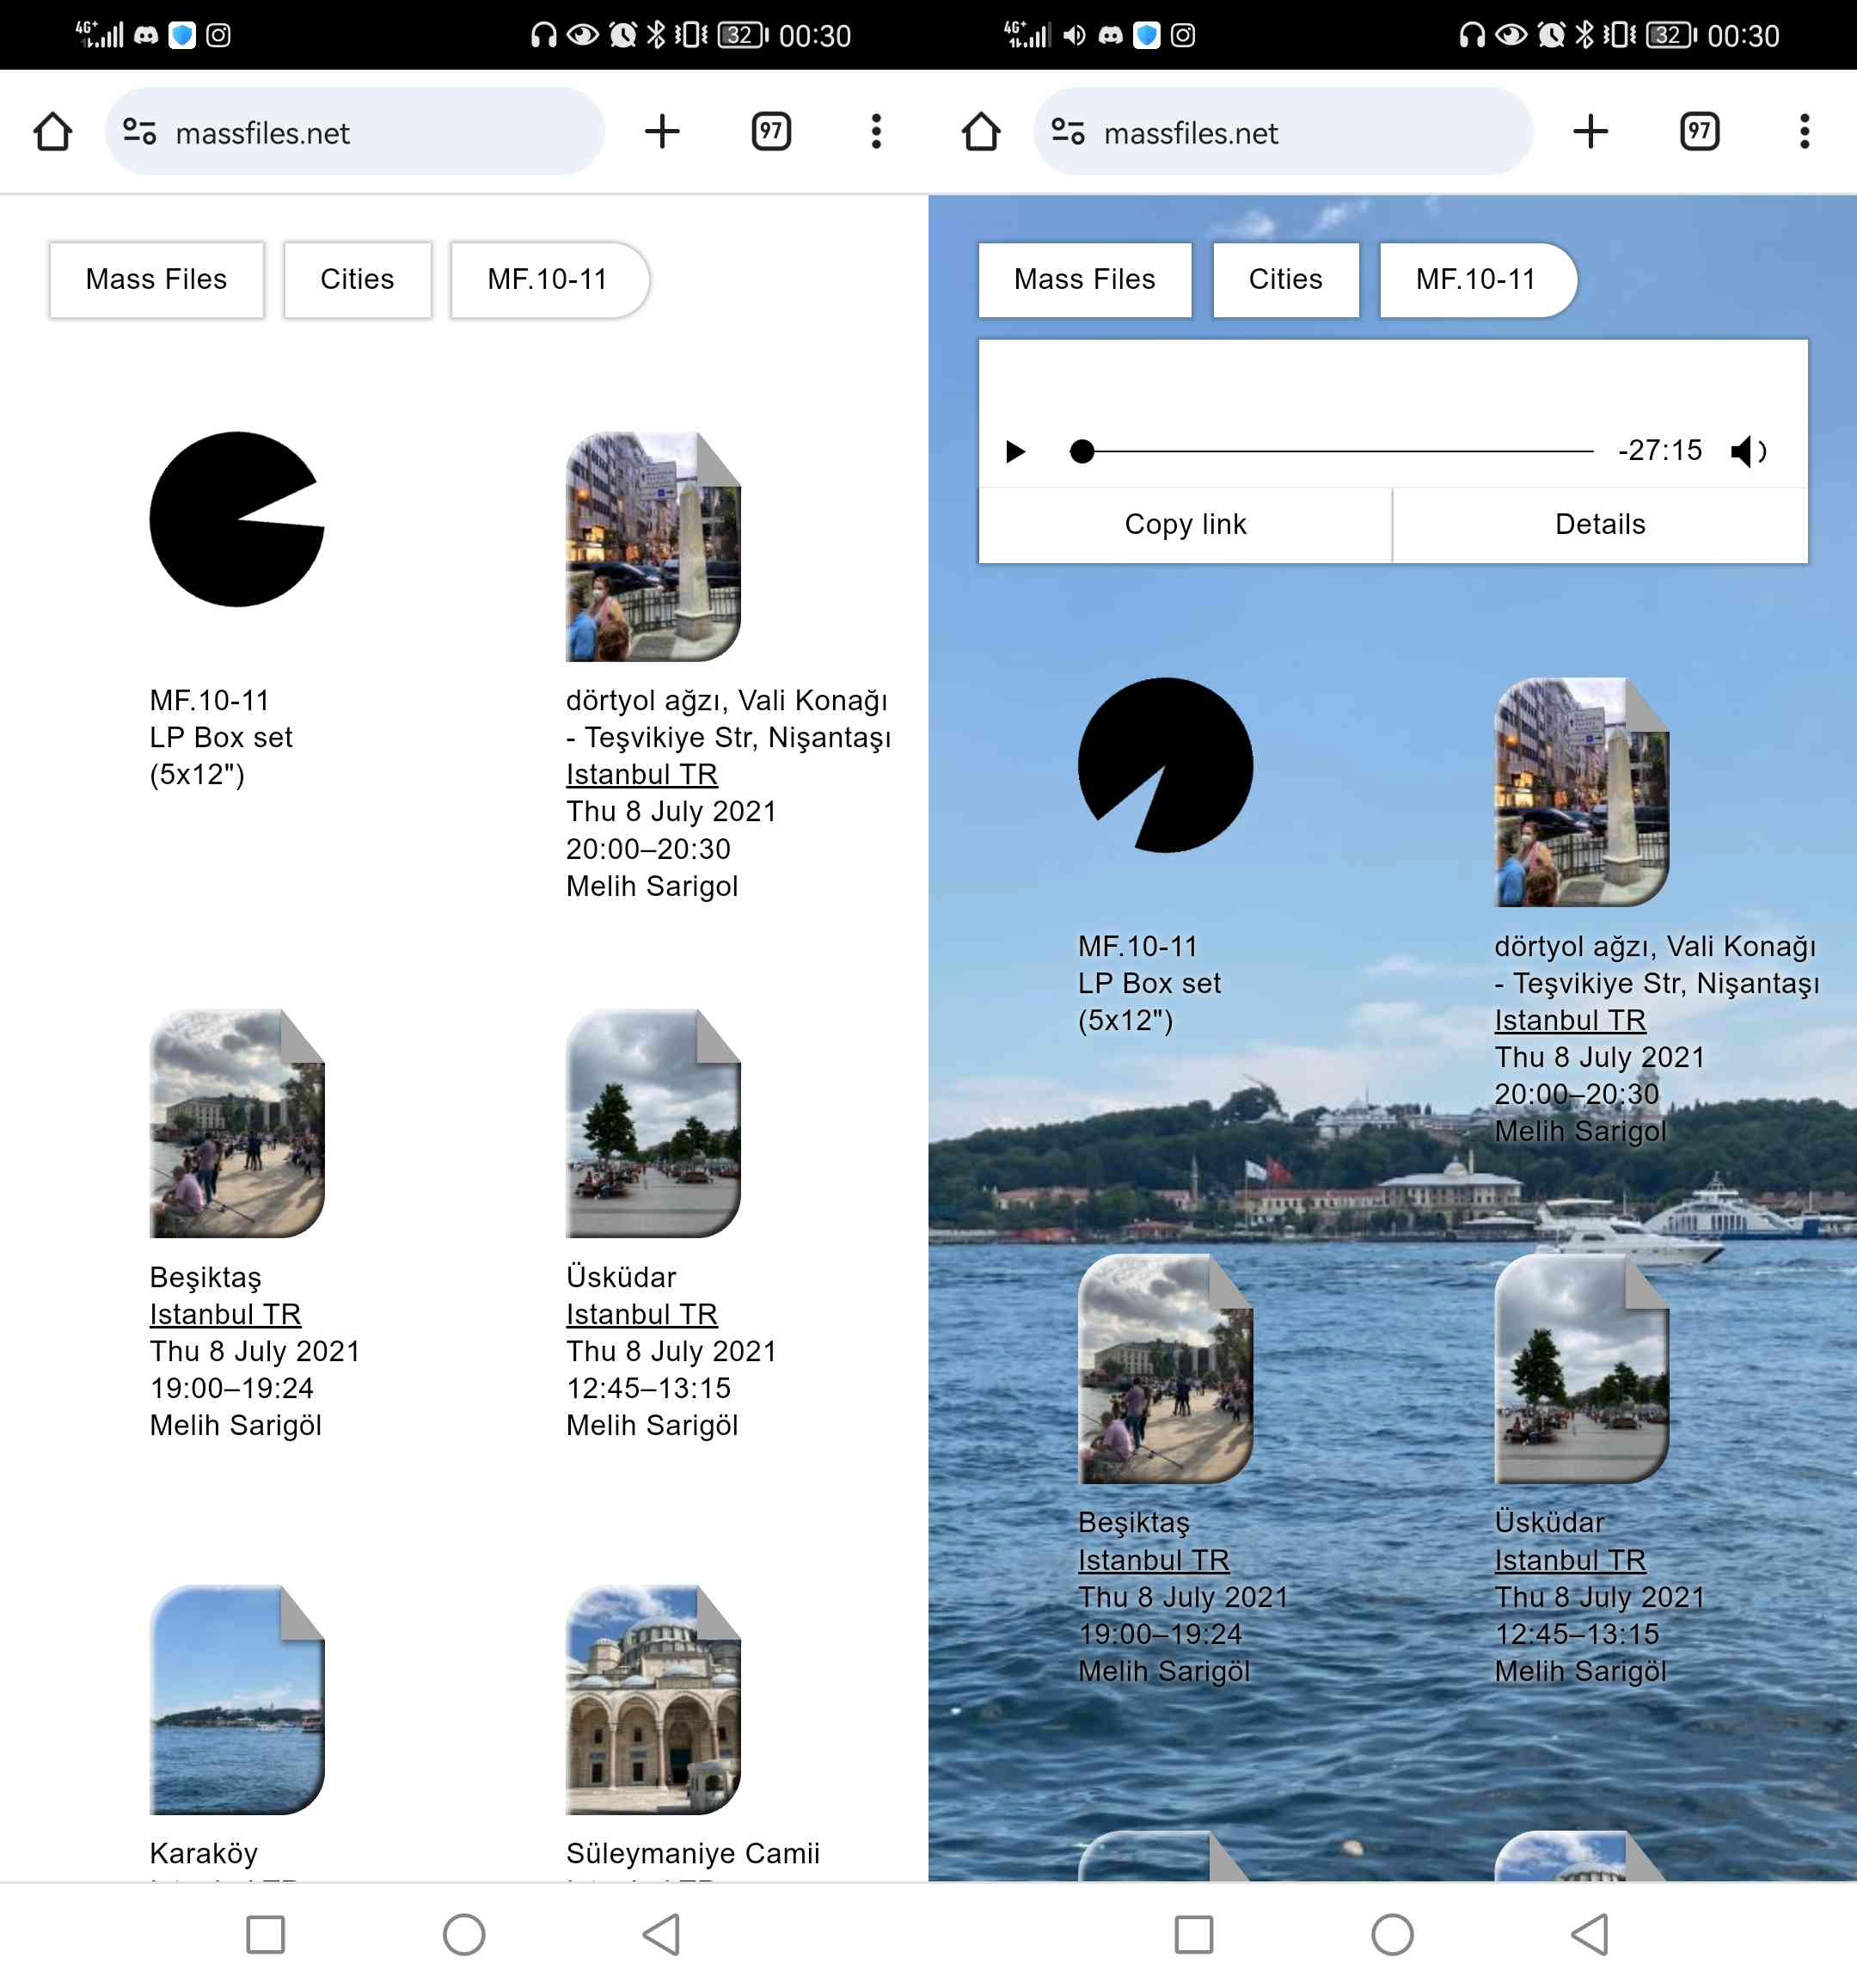 4G+
32
00:30
massfiles.net
97
Mass Files
Cities
MF.10-11
MF.10-11
LP Box set
(5x12")
dörtyol ağzı, Vali Konağı
- Teşvikiye Str, Nişantaşı
Istanbul TR
Thu 8 July 2021
20:00–20:30
Melih Sarigol
Beşiktaş
Istanbul TR
Thu 8 July 2021
19:00–19:24
Melih Sarigöl
Üsküdar
Istanbul TR
Thu 8 July 2021
12:45–13:15
Melih Sarigöl
Karaköy
Süleymaniye Camii
4G+
32
00:30
massfiles.net
97
Mass Files
Cities
MF.10-11
-27:15
Copy link
Details
MF.10-11
LP Box set
(5x12")
dörtyol ağzı, Vali Konağı
- Teşvikiye Str, Nişantaşı
Istanbul TR
Thu 8 July 2021
20:00–20:30
Melih Sarigol
Beşiktaş
Istanbul TR
Thu 8 July 2021
19:00–19:24
Melih Sarigöl
Üsküdar
Istanbul TR
Thu 8 July 2021
12:45–13:15
Melih Sarigöl